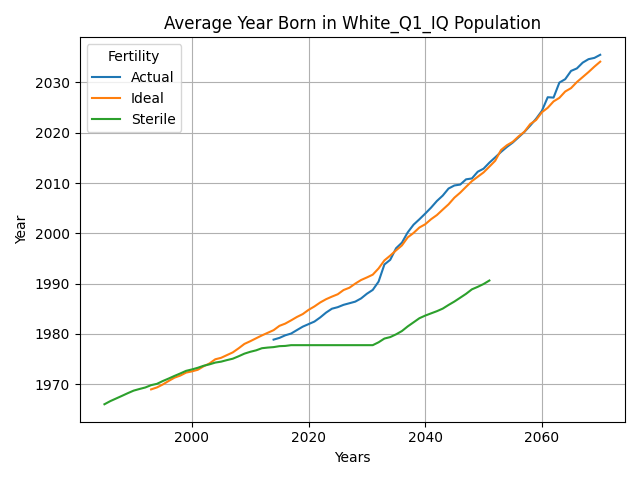 Average Year Born in White_Q1_IQ Population
Fertility
Actual
Ideal
Sterile
2030
2020
2010
2000
1990
1980
1970
Year
2000
2020
2040
2060
Years